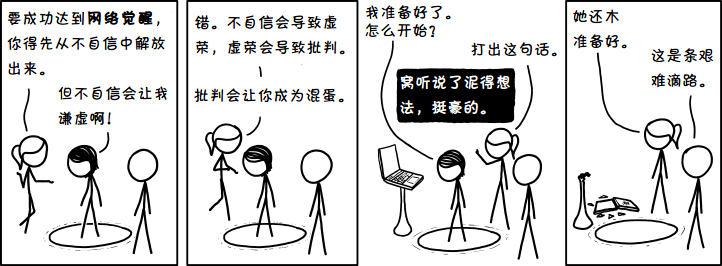 要成功达到网络觉醒，
你得先从不自信中解放
出来。
但不自信会让我
谦虚啊！
错。不自信会导致虚
荣，虚荣会导致批判。
批判会让你成为混蛋。
我准备好了。
怎么开始？
打出这句话。
窝听说了泥得想
法，挺豪的。
她还木
准备好。
这是条艰
难滴路。